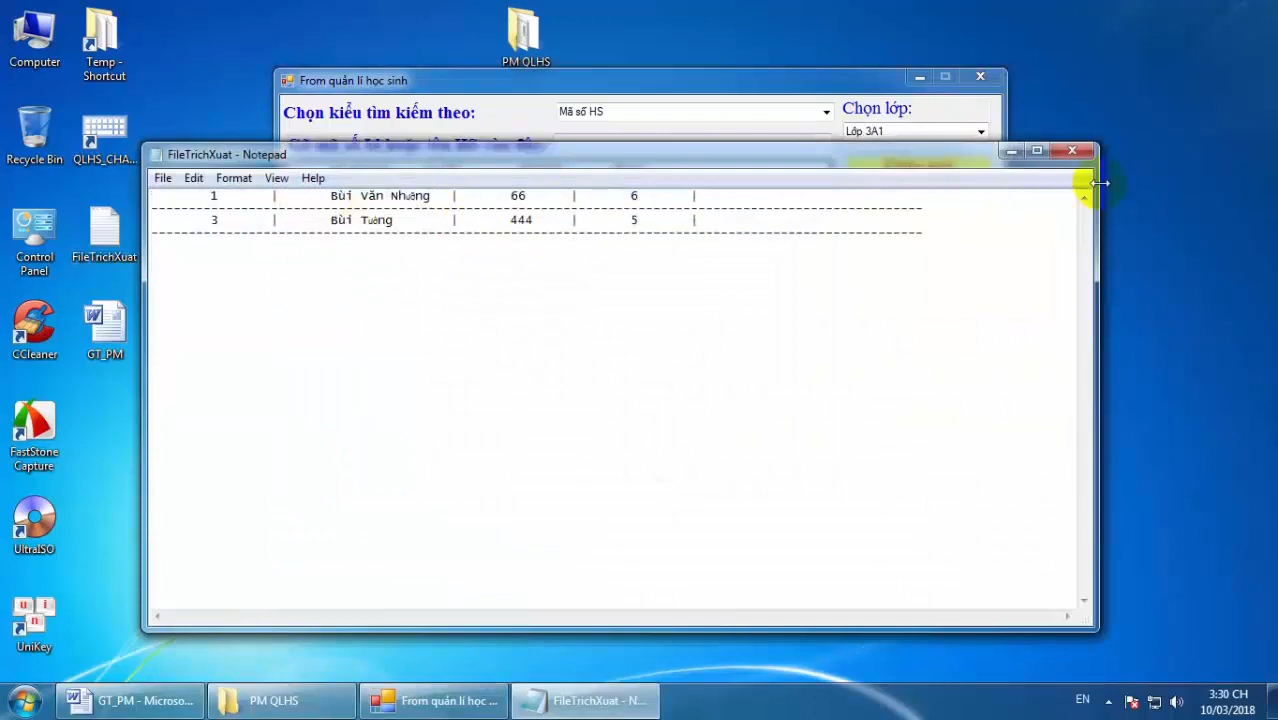 Computer
Temp - Shortcut
PM QLHS
From quản lí học sinh
Chọn kiểu tìm kiếm theo:
Mã số HS
Chọn lớp:
Lớp 3A1
Recycle Bin
QLHS_CHA...
FileTrichXuat - Notepad
File Edit Format View Help
1 | Bùi Văn Nhường | 66 | 6 |
-----------------------------------------------------------------------------
3 | Bùi Tường | 444 | 5 |
-----------------------------------------------------------------------------
Control Panel
FileTrichXuat
CCleaner
GT_PM
FastStone Capture
UltraISO
u i n
UniKey
GT_PM - Microso...
PM QLHS
From quản lí học ...
FileTrichXuat - N...
EN
3:30 CH
10/03/2018